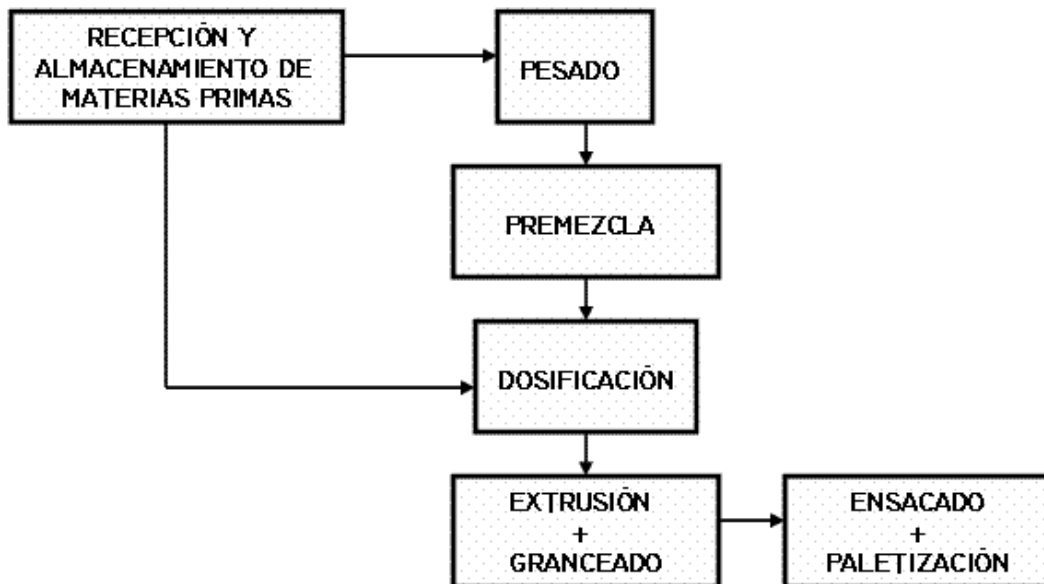 RECEPCIÓN Y
ALMACENAMIENTO DE
MATERIAS PRIMAS
PESADO
PREMEZCLA
DOSIFICACIÓN
EXTRUSIÓN
+
GRANCEADO
ENSACADO
+
PALETIZACIÓN